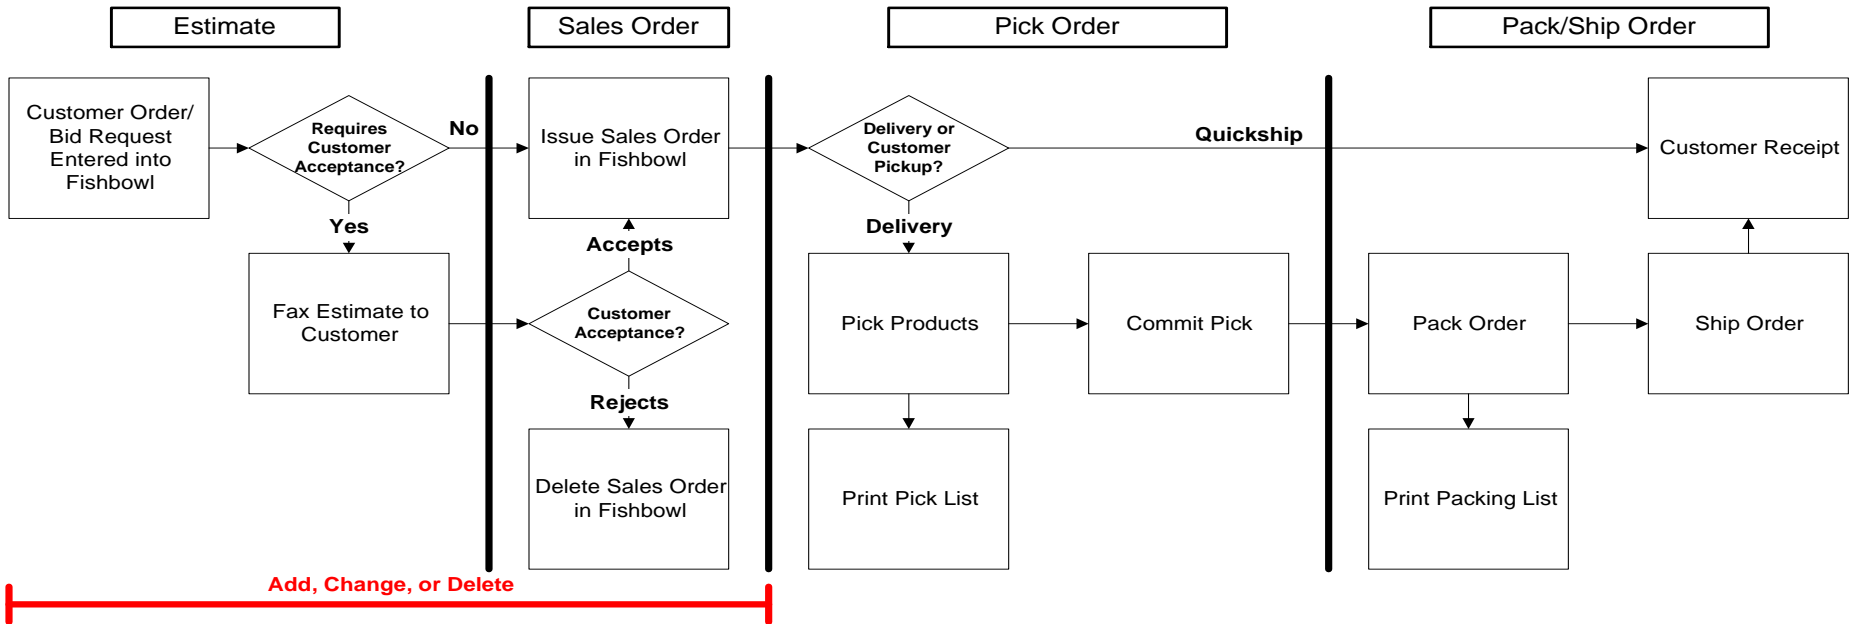 Estimate
Sales Order
Pick Order
Pack/Ship Order
Customer Order/
Bid Request
Entered into
Fishbowl
Requires
Customer
Acceptance?
No
Issue Sales Order
in Fishbowl
Delivery or
Customer
Pickup?
Quickship
Customer Receipt
Yes
Accepts
Delivery
Fax Estimate to
Customer
Customer
Acceptance?
Pick Products
Commit Pick
Pack Order
Ship Order
Rejects
Delete Sales Order
in Fishbowl
Print Pick List
Print Packing List
Add, Change, or Delete